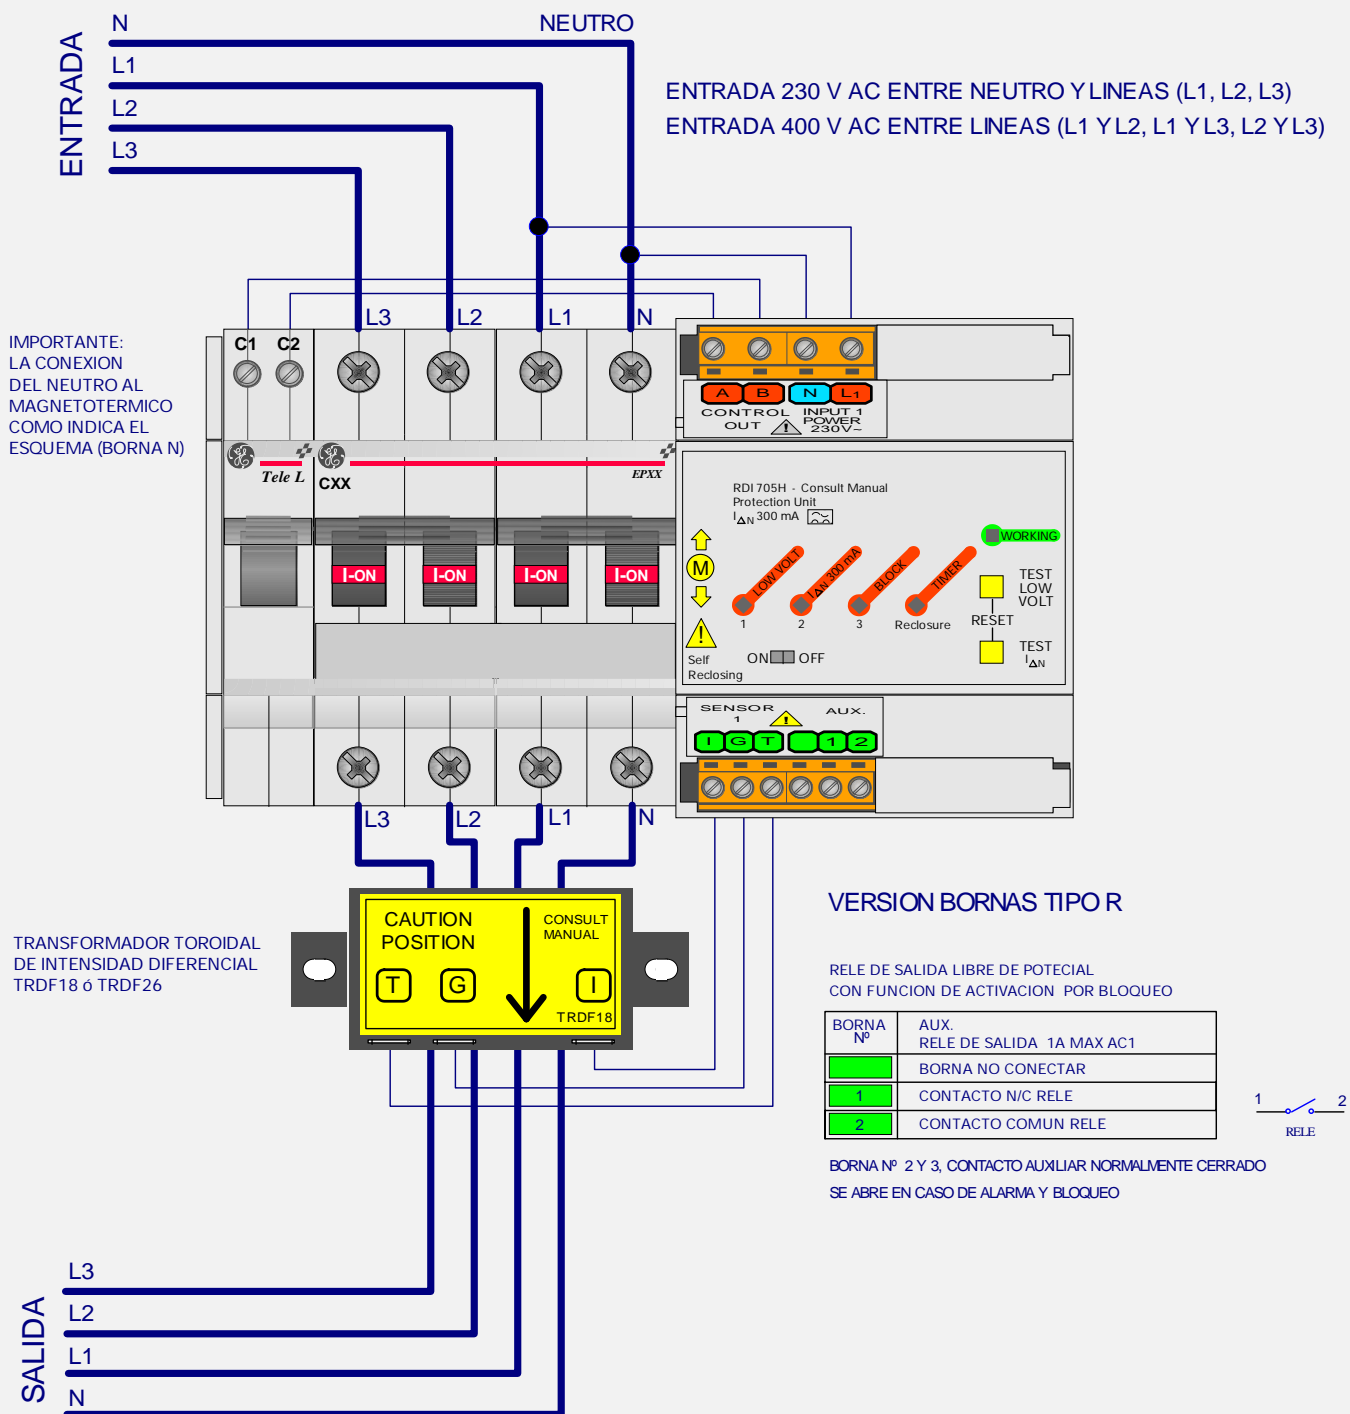 ENTRADA
N
NEUTRO
L1
L2
L3
ENTRADA 230 V AC ENTRE NEUTRO Y LINEAS (L1, L2, L3)
ENTRADA 400 V AC ENTRE LINEAS (L1 Y L2, L1 Y L3, L2 Y L3)
IMPORTANTE:
LA CONEXION
DEL NEUTRO AL
MAGNETOTERMICO
COMO INDICA EL
ESQUEMA (BORNA N)
L3 L2 L1 N
C1 C2
A B N L1
CONTROL OUT
INPUT 1
POWER
230V~
Tele L
CXX
EPXX
I-ON I-ON I-ON I-ON
RDI 705H - Consult Manual
Protection Unit
I△N 300 mA
WORKING
M
LOW VOLT
I△N 300 mA
BLOCK
TIMER
1 2 3 Reclosure
TEST
LOW
VOLT
RESET
TEST
I△N
Self
Reclosing
ON OFF
SENSOR
1
AUX.
I G T 1 2
L3 L2 L1 N
CAUTION
POSITION
CONSULT
MANUAL
T G I
TRDF18
TRANSFORMADOR TOROIDAL
DE INTENSIDAD DIFERENCIAL
TRDF18 ó TRDF26
VERSION BORNAS TIPO R
RELE DE SALIDA LIBRE DE POTECIAL
CON FUNCION DE ACTIVACION POR BLOQUEO
BORNA
Nº
AUX.
RELE DE SALIDA 1A MAX AC1
BORNA NO CONECTAR
1 CONTACTO N/C RELE
2 CONTACTO COMUN RELE
1 2
RELE
BORNA Nº 2 Y 3, CONTACTO AUXILIAR NORMALMENTE CERRADO
SE ABRE EN CASO DE ALARMA Y BLOQUEO
SALIDA
L3
L2
L1
N